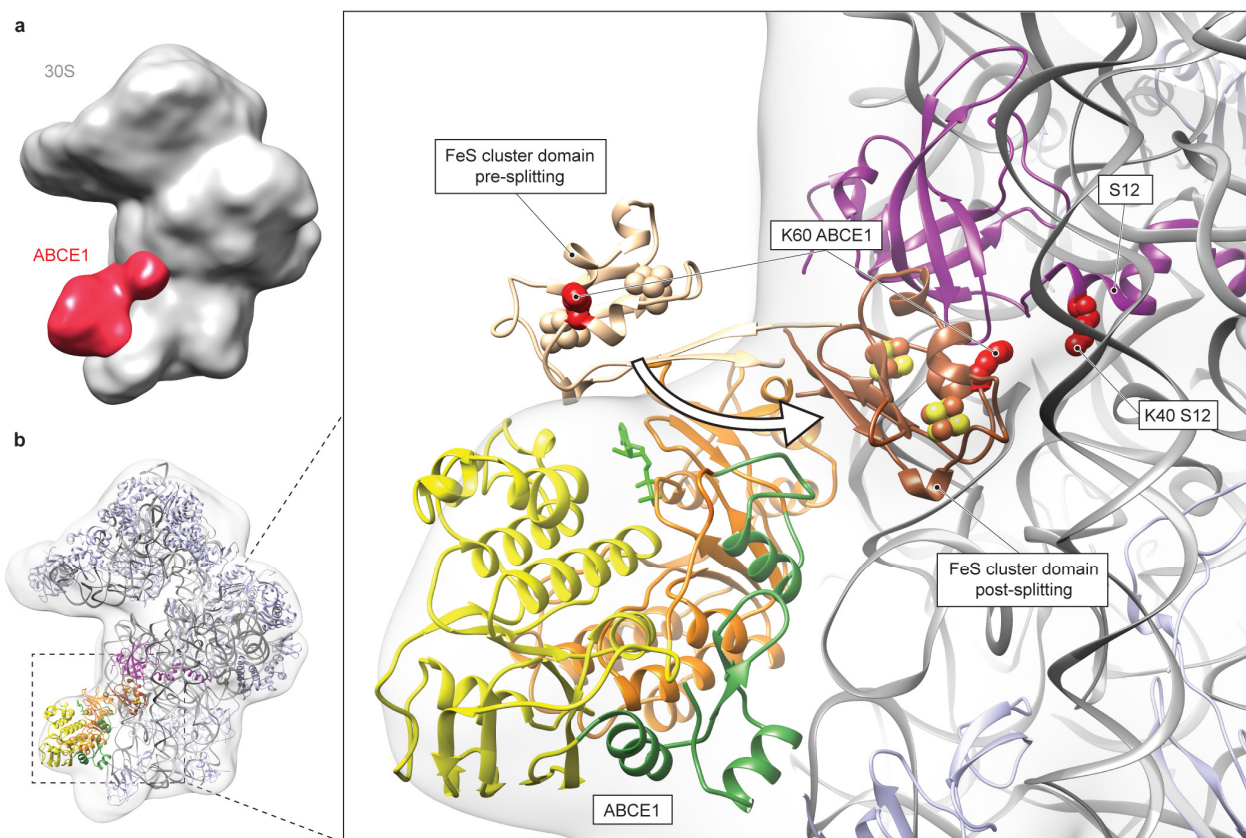 a
30S
ABCE1
b
FeS cluster domain
pre-splitting
K60 ABCE1
S12
K40 S12
FeS cluster domain
post-splitting
ABCE1